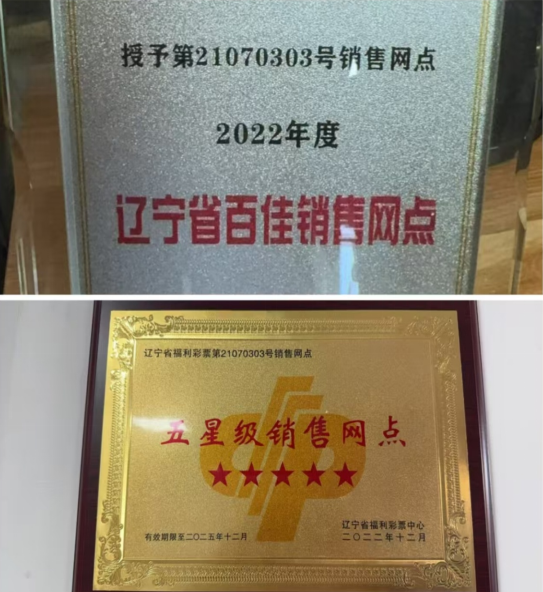 授予第21070303号销售网点
2022年度
辽宁省百佳销售网点
辽宁省福利彩票第21070303号销售网点
五星级销售网点
★★★★★
辽宁省福利彩票中心
有效期限至二〇二五年十二月
二〇二二年十二月